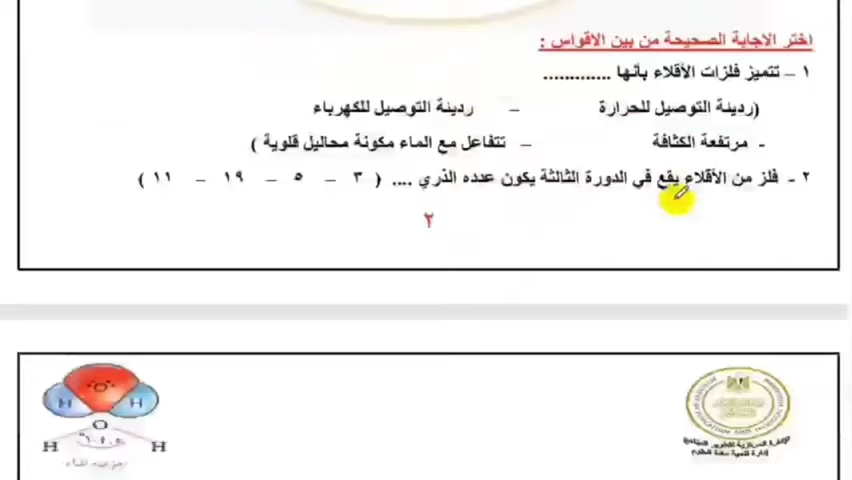 اختر الاجابة الصحيحة من بين الاقواس :
١ – تتميز فلزات الأقلاء بأنها .............
(رديئة التوصيل للحرارة – رديئة التوصيل للكهرباء
- مرتفعة الكثافة – تتفاعل مع الماء مكونة محاليل قلوية )
٢ - فلز من الأقلاء يقع في الدورة الثالثة يكون عدده الذري .... ( ٣ – ٥ – ١٩ – ١١ )
٢
H O H
O
H H